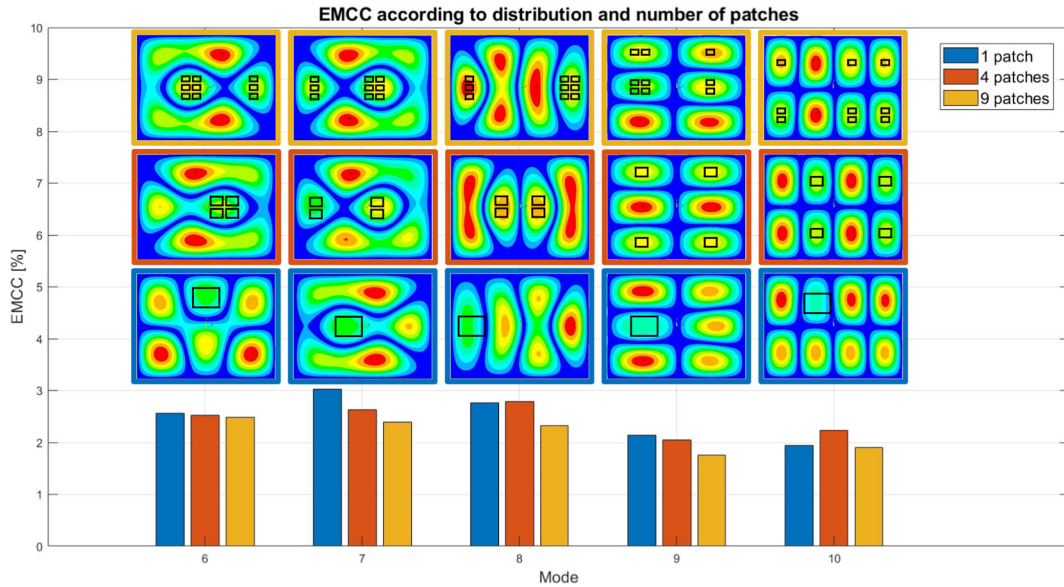 EMCC according to distribution and number of patches
1 patch
4 patches
9 patches
EMCC [%]
10
9
8
7
6
5
4
3
2
1
0
6
7
8
9
10
Mode